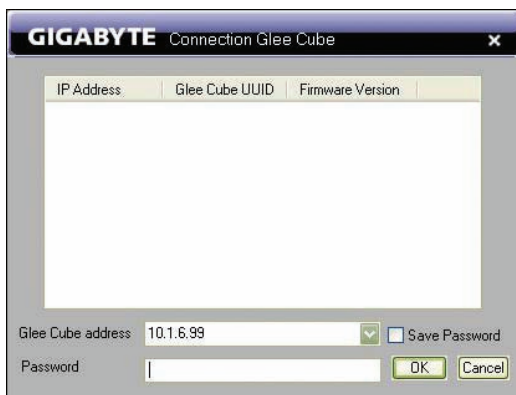 GIGABYTE Connection Glee Cube
IP Address Glee Cube UUID Firmware Version
Glee Cube address 10.1.6.99 Save Password
Password OK Cancel